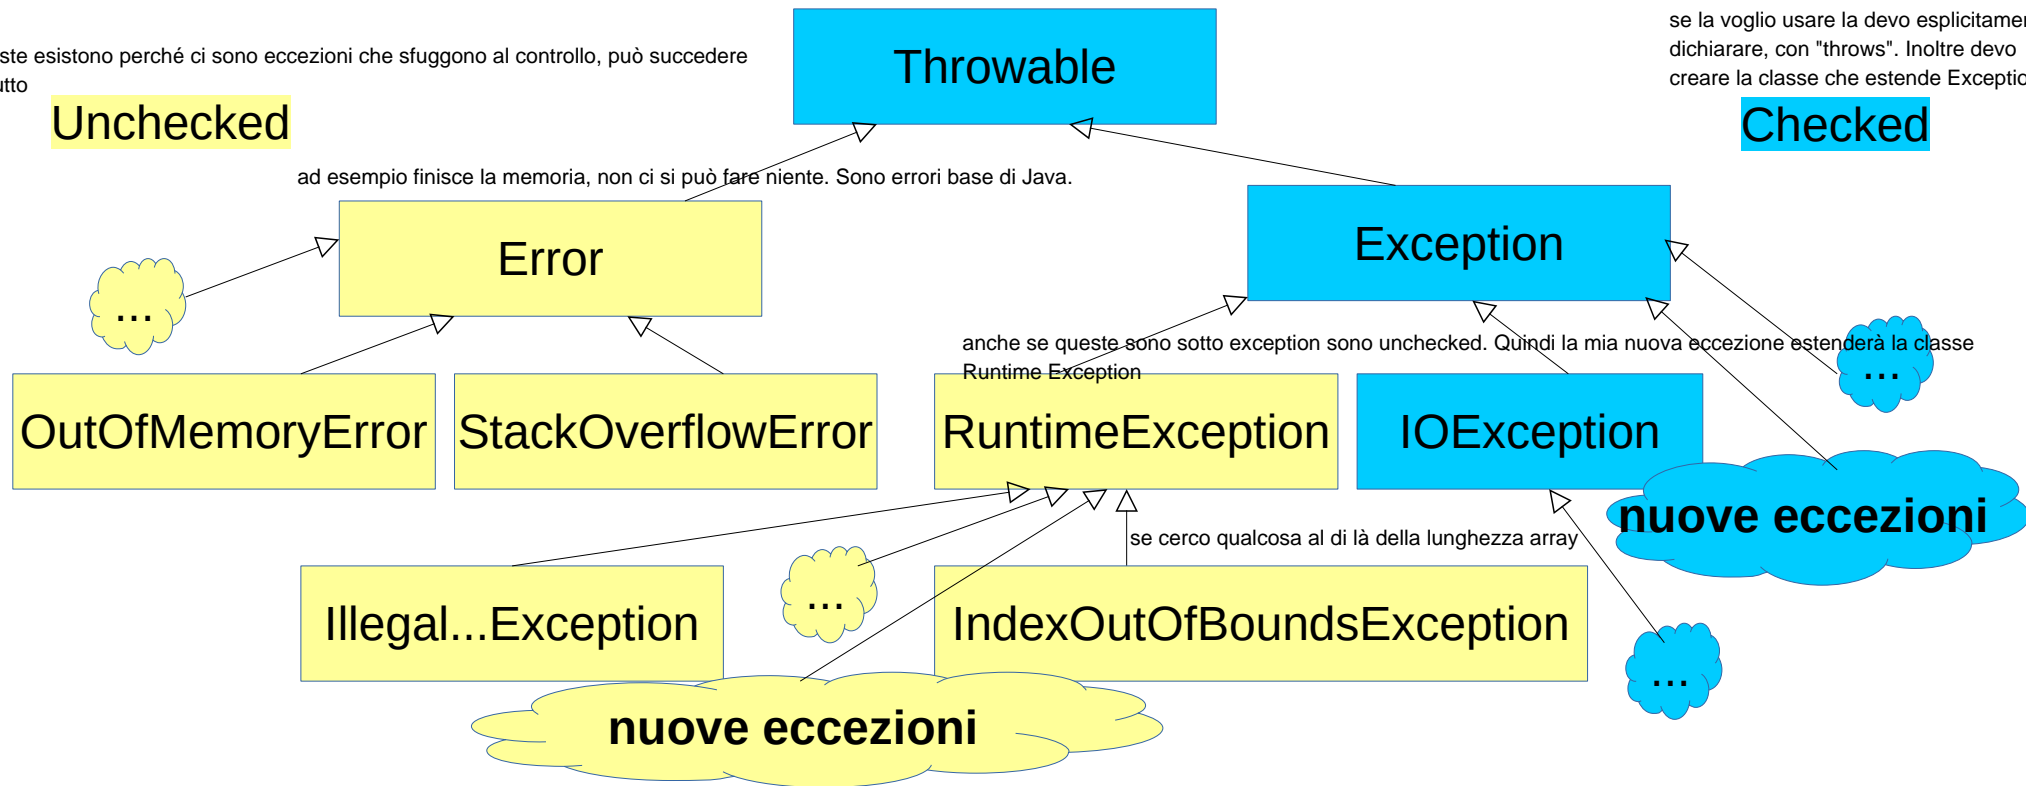 se la voglio usare la devo
dichiarare, con "throws". Inoltre devo
creare la classe che estende
esistono perché ci sono eccezioni che sfuggono al controllo, può succedere
Throwable
Unchecked
Checked
ad esempio finisce la memoria, non ci si può fare niente. Sono errori base di Java.
Error
Exception
...
anche se queste sono sotto exception sono unchecked. Quindi la mia nuova eccezione estenderà la classe
Runtime Exception
...
OutOfMemoryError
StackOverflowError
RuntimeException
IOException
nuove eccezioni
se cerco qualcosa al di là della lunghezza array
Illegal...Exception
...
IndexOutOfBoundsException
...
nuove eccezioni